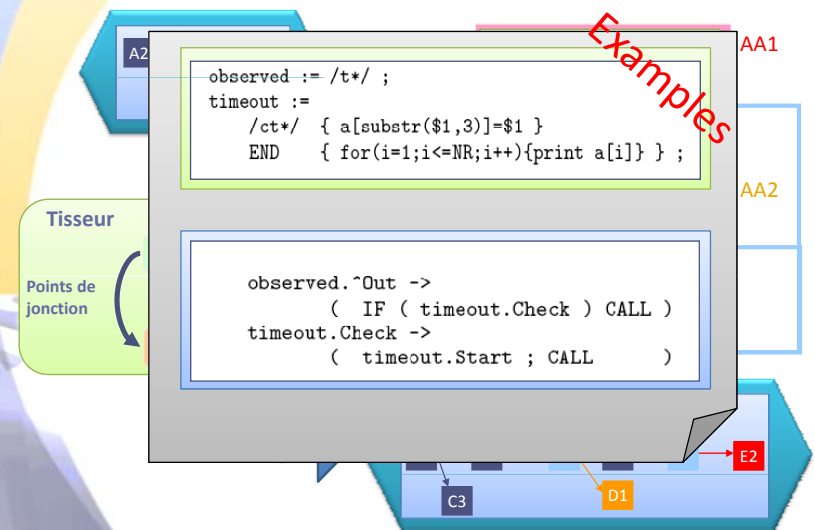 A2
Examples
AA1
observed := /t*/ ;
timeout :=
/ct*/ { a[substr($1,3)]=$1 }
END { for(i=1;i<=NR;i++){print a[i]} } ;
AA2
Tisseur
Points de
jonction
observed.^Out ->
( IF ( timeout.Check ) CALL )
timeout.Check ->
( timeout.Start ; CALL )
E2
C3
D1